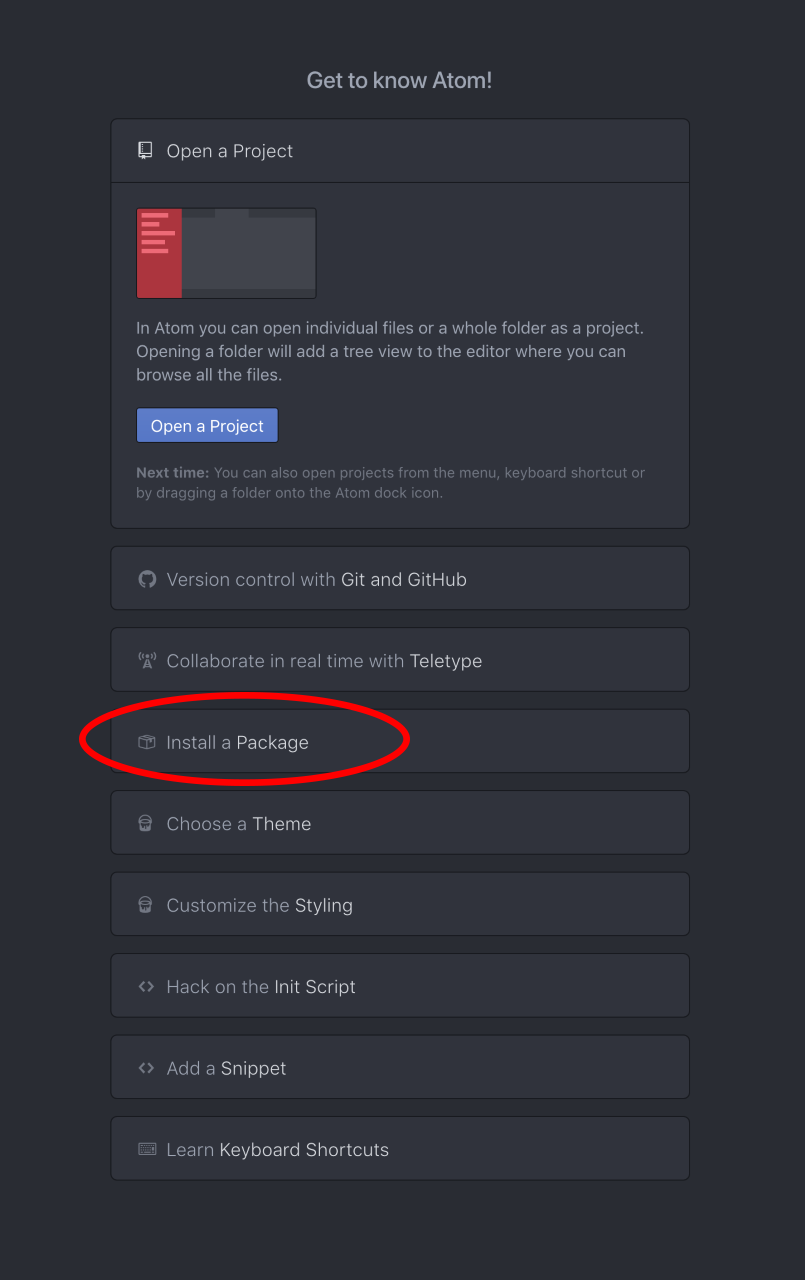 Get to know Atom!
Open a Project
In Atom you can open individual files or a whole folder as a project.
Opening a folder will add a tree view to the editor where you can
browse all the files.
Open a Project
Next time: You can also open projects from the menu, keyboard shortcut or
by dragging a folder onto the Atom dock icon.
Version control with Git and GitHub
Collaborate in real time with Teletype
Install a Package
Choose a Theme
Customize the Styling
Hack on the Init Script
Add a Snippet
Learn Keyboard Shortcuts